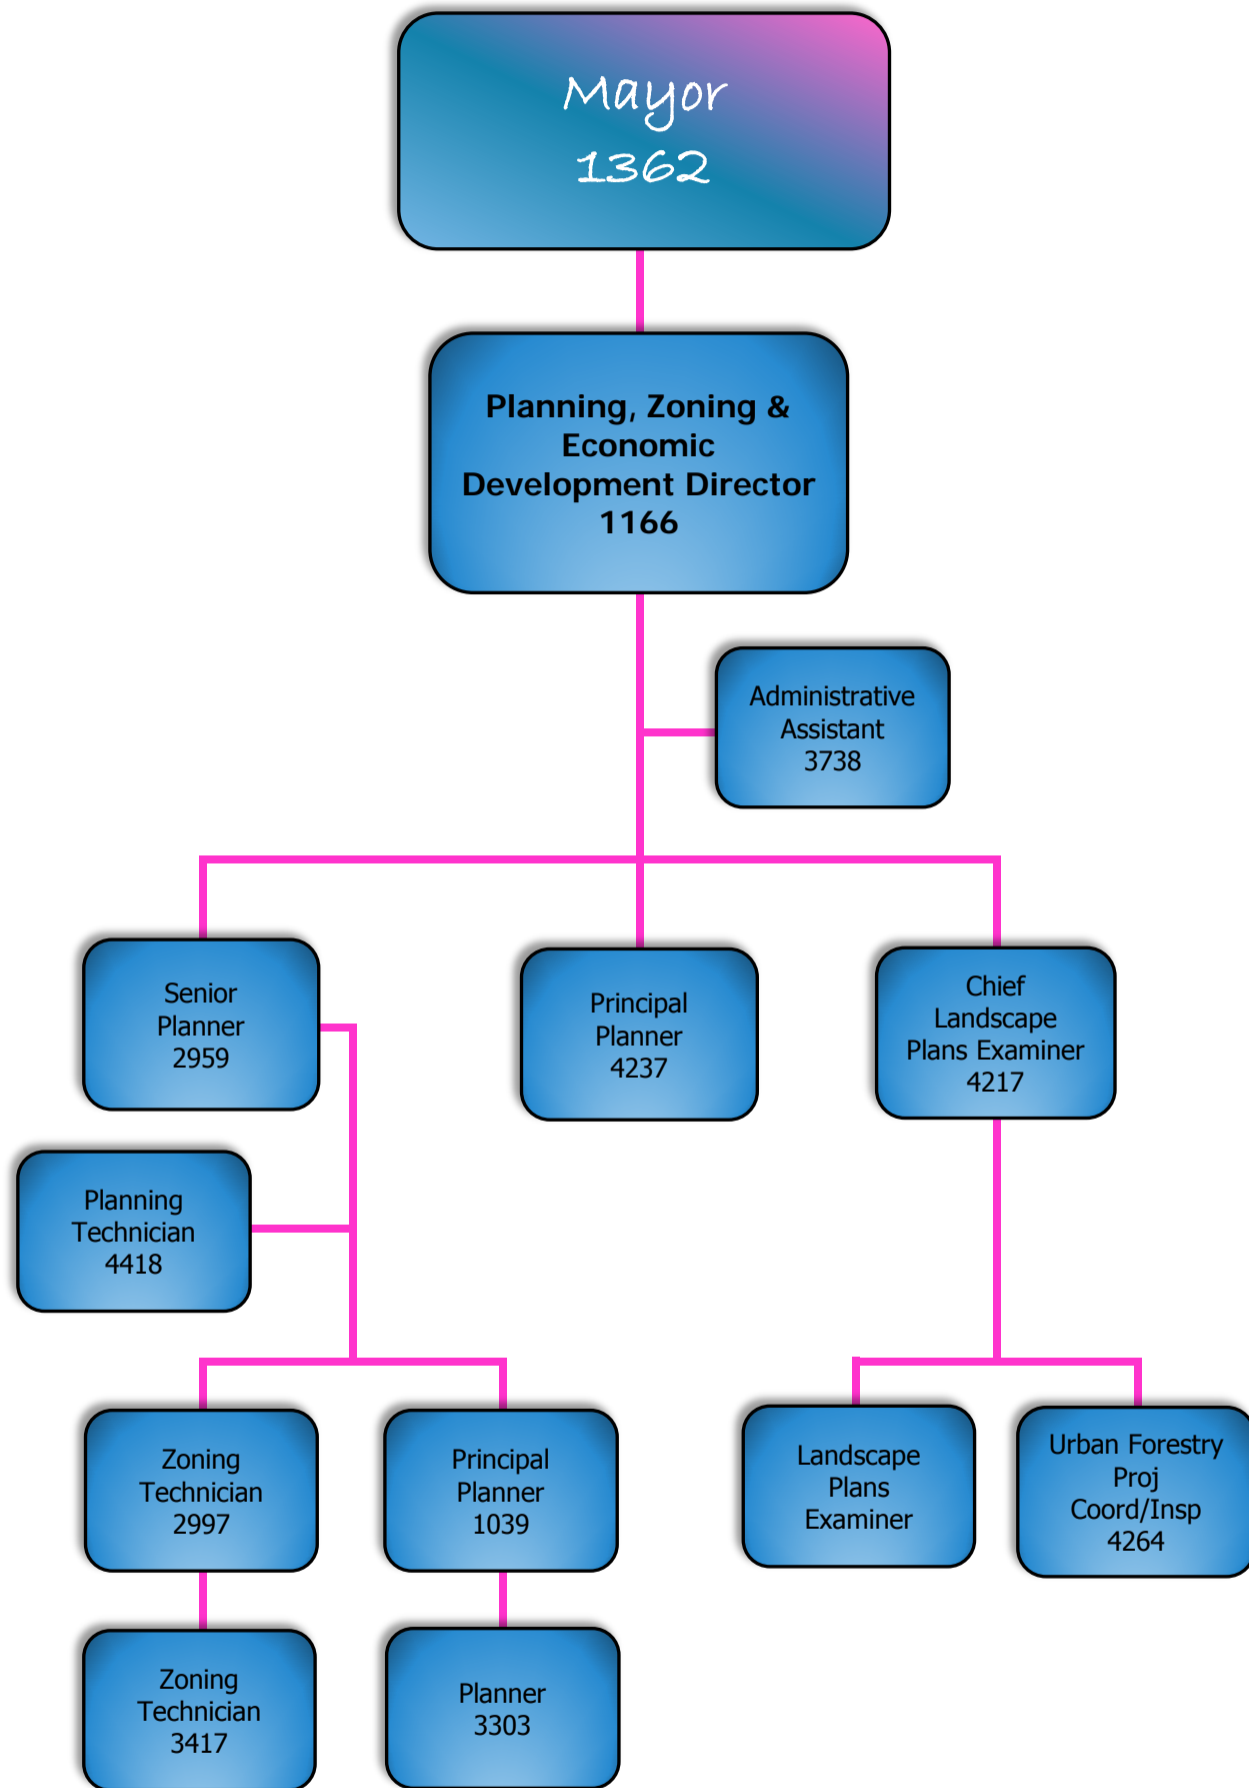 Mayor
1362
Planning, Zoning &
Economic
Development Director
1166
Administrative
Assistant
3738
Senior
Planner
2959
Principal
Planner
4237
Chief
Landscape
Plans Examiner
4217
Planning
Technician
4418
Zoning
Technician
2997
Principal
Planner
1039
Landscape
Plans
Examiner
Urban Forestry
Proj
Coord/Insp
4264
Zoning
Technician
3417
Planner
3303